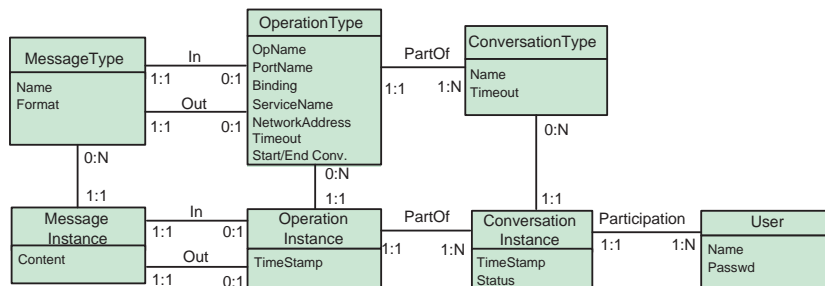 OperationType
OpName
PortName
Binding
ServiceName
NetworkAddress
Timeout
Start/End Conv.
MessageType
Name
Format
In
1:1
0:1
Out
1:1
0:1
PartOf
1:1
1:N
ConversationType
Name
Timeout
0:N
1:1
0:N
1:1
0:N
1:1
Message
Instance
Content
In
1:1
0:1
Out
1:1
0:1
Operation
Instance
TimeStamp
PartOf
1:1
1:N
Conversation
Instance
TimeStamp
Status
Participation
1:1
1:N
User
Name
Passwd